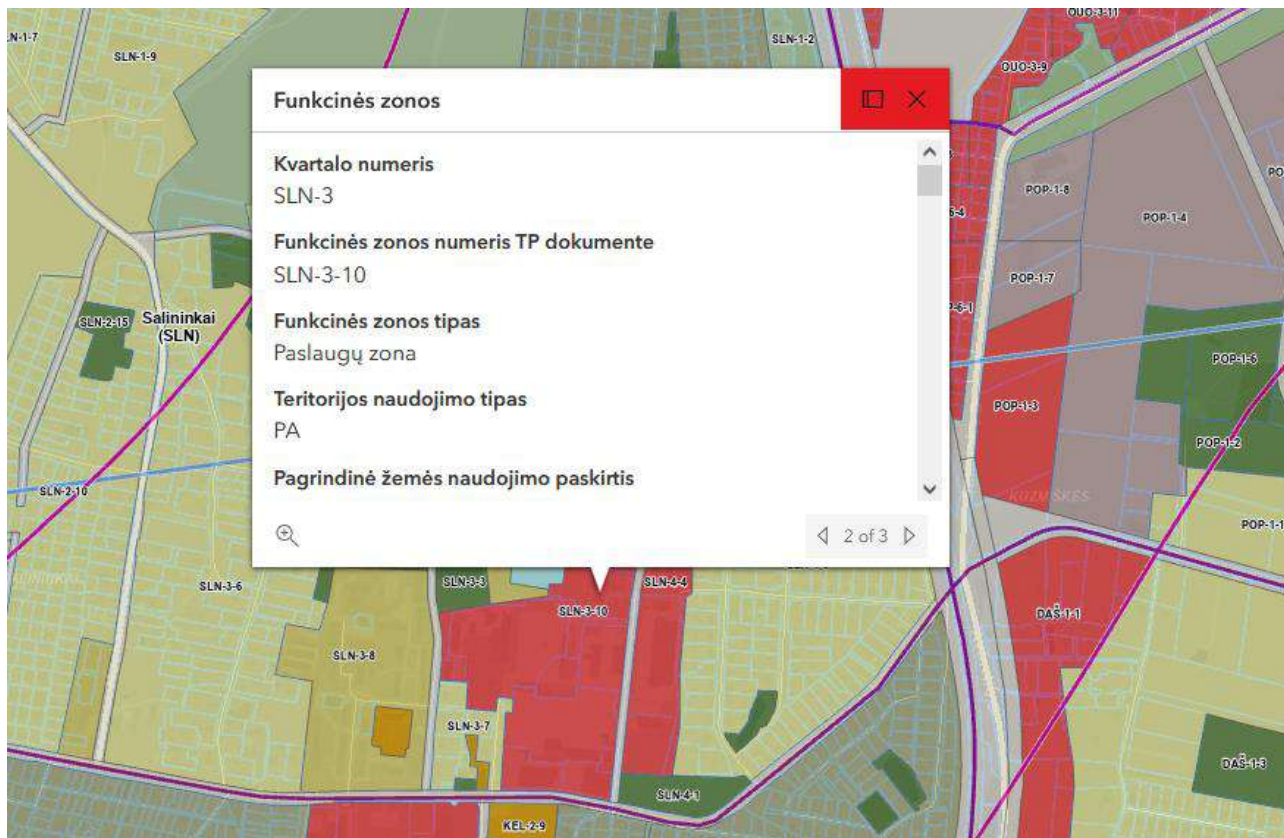 SLN-1-7
SLN-1-9
SLN-1-2
OUO-3-11
OUO-3-9
Funkcinės zonos
Kvartalo numeris
SLN-3
Funkcinės zonos numeris TP dokumente
SLN-3-10
Funkcinės zonos tipas
Paslaugų zona
Teritorijos naudojimo tipas
PA
Pagrindinė žemės naudojimo paskirtis
2 of 3
POP-1-8
POP-1-4
POP-1-7
SLN-2-15
Salininkai
(SLN)
POP-1-6
POP-1-3
POP-1-2
SLN-2-10
KUZMIŠKĖS
POP-1-1
SLN-3-6
SLN-3-3
SLN-4-4
SLN-3-10
DAŠ-1-1
SLN-3-8
SLN-3-7
DAŠ-1-3
SLN-4-1
KEL-2-9